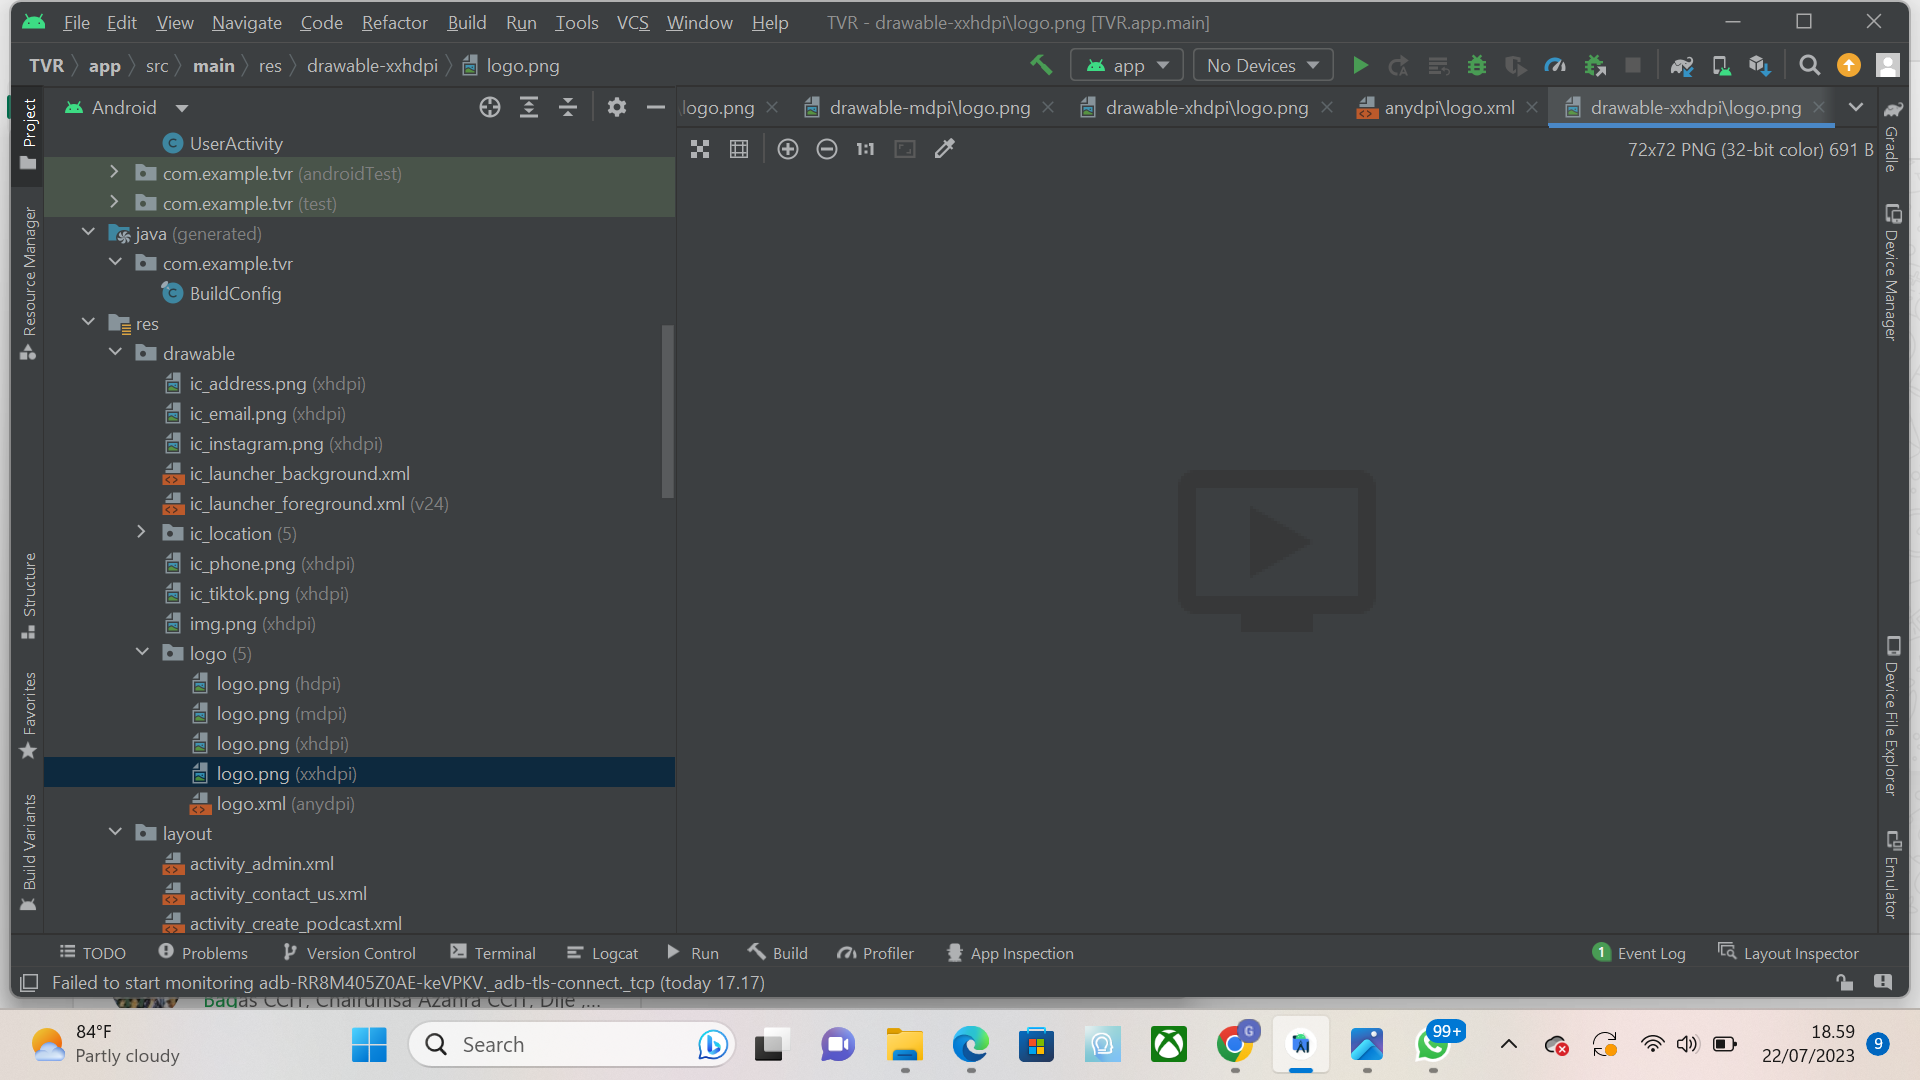 File Edit View Navigate Code Refactor Build Run Tools VCS Window Help TVR - drawable-xxhdpi\logo.png [TVR.app.main]
TVR app src main res drawable-xxhdpi logo.png app No Devices
Project
Android
\logo.png drawable-mdpi\logo.png drawable-xhdpi\logo.png anydpi\logo.xml drawable-xxhdpi\logo.png
1:1
72x72 PNG (32-bit color) 691 B
UserActivity
com.example.tvr (androidTest)
com.example.tvr (test)
java (generated)
com.example.tvr
BuildConfig
res
drawable
ic_address.png (xhdpi)
ic_email.png (xhdpi)
ic_instagram.png (xhdpi)
ic_launcher_background.xml
ic_launcher_foreground.xml (v24)
ic_location (5)
ic_phone.png (xhdpi)
ic_tiktok.png (xhdpi)
img.png (xhdpi)
logo (5)
logo.png (hdpi)
logo.png (mdpi)
logo.png (xhdpi)
logo.png (xxhdpi)
logo.xml (anydpi)
layout
activity_admin.xml
activity_contact_us.xml
activity_create_podcast.xml
Resource Manager
Structure
Favorites
Build Variants
Gradle
Device Manager
Device File Explorer
Emulator
TODO Problems Version Control Terminal Logcat Run Build Profiler App Inspection 1 Event Log Layout Inspector
Failed to start monitoring adb-RR8M405Z0AE-keVPKV._adb-tls-connect._tcp (today 17.17)
Bagas CCIT, Chairunisa Azahra CCIT, Dije ,...
84°F
Partly cloudy
Search
G
99+
18.59
22/07/2023
9